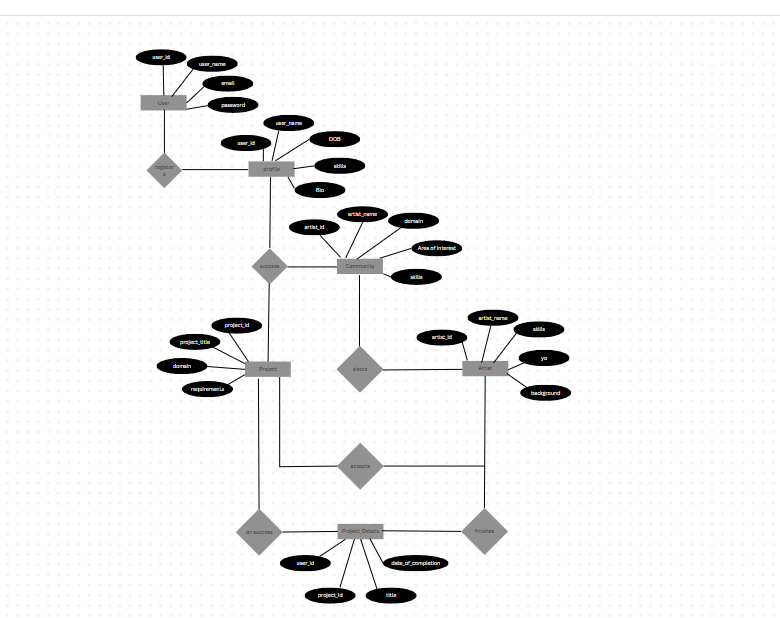 user_id
user_name
email
User
password
user_name
user_id
DOB
register
s
profile
skills
Bio
artist_name
artist_id
domain
Area of interest
success
Community
skills
project_id
artist_name
skills
project_title
artist_id
yo
domain
Project
Artist
requirements
background
accepts
on success
Project_Details
finishes
user_id
date_of_completion
project_id
title